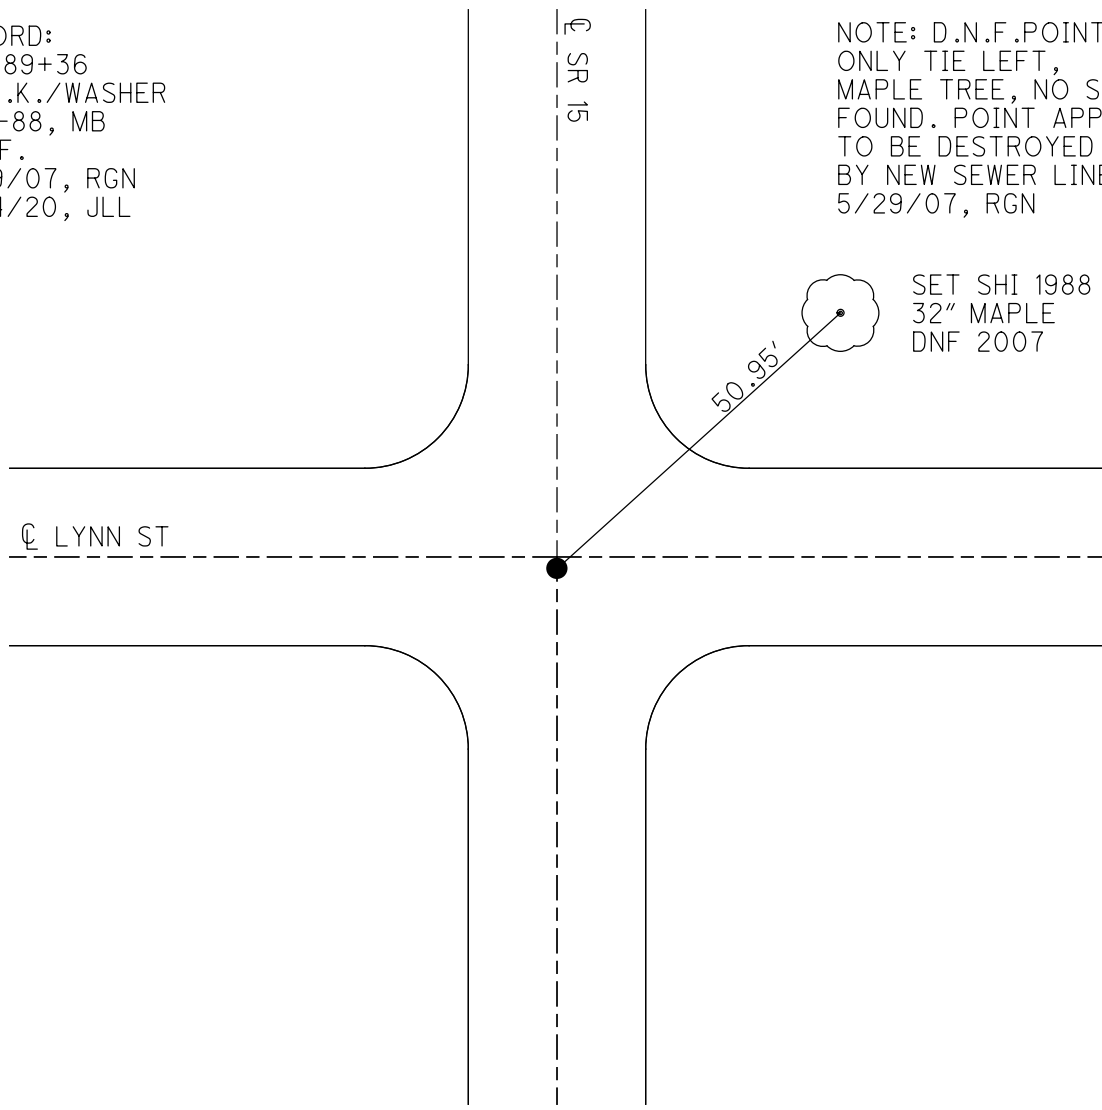 ORD:
89+36
.K./WASHER
-88, MB
F.
9/07, RGN
4/20, JLL
℄ SR 15
NOTE: D.N.F.POINT
ONLY TIE LEFT,
MAPLE TREE, NO S
FOUND. POINT APP
TO BE DESTROYED
BY NEW SEWER LINE
5/29/07, RGN
SET SHI 1988
32" MAPLE
DNF 2007
50.95'
℄ LYNN ST